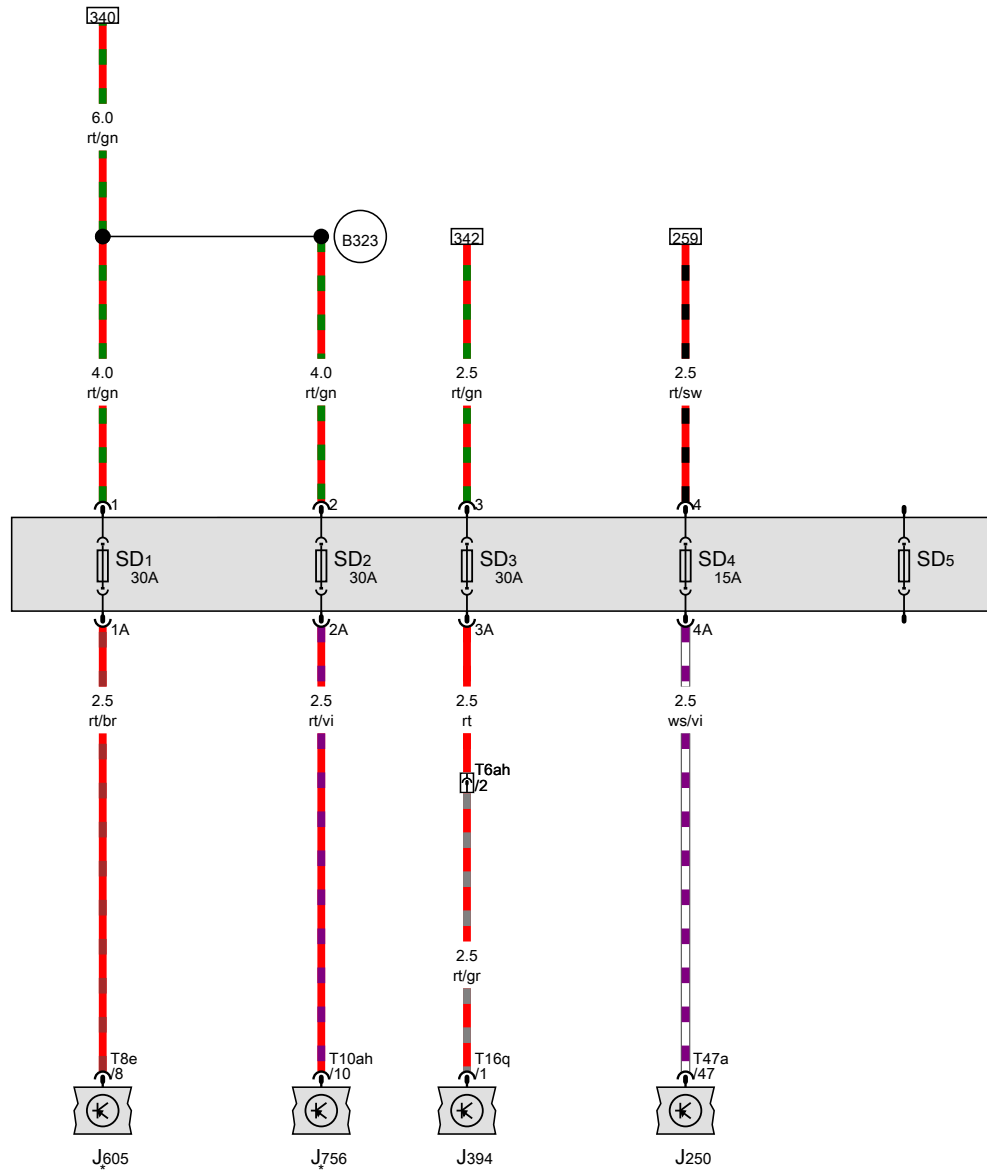 340
6.0
rt/gn
B323
342
259
4.0
rt/gn
4.0
rt/gn
2.5
rt/gn
2.5
rt/sw
1
2
3
4
SD1
30A
SD2
30A
SD3
30A
SD4
15A
SD5
1A
2A
3A
4A
2.5
rt/br
2.5
rt/vi
2.5
rt
2.5
ws/vi
T6ah
/2
2.5
rt/gr
T8e
/8
T10ah
/10
T16q
/1
T47a
/47
J605
*
J756
*
J394
J250